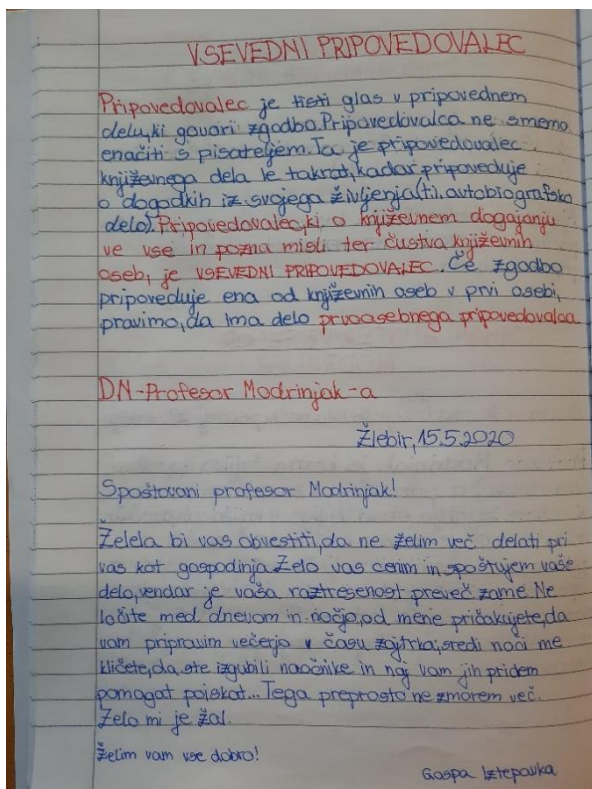 VSEVEDNI PRIPOVEDOVALEC
Pripovedovalec je tisti glas v pripovednem
delu, ki govori zgodbo. Pripovedovalca ne smemo
enačiti s pisateljem. Ta je pripovedovalec
književnega dela le takrat, kadar pripoveduje
o dogodkih iz svojega življenja (ti. avtobiografsko
delo). Pripovedovalec, ki o književnem dogajanju
ve vse in pozna misli ter čustva književnih
oseb, je VSEVEDNI PRIPOVEDOVALEC. Če zgodbo
pripoveduje ena od književnih oseb v prvi osebi,
pravimo, da ima delo prvoosebnega pripovedovalca
DN-Profesor Modrinjak-a
Žlebir, 15.5.2020
Spoštovani profesor Modrinjak!
Želela bi vas obvestiti, da ne želim več delati pri
vas kot gospodinja. Zelo vas cenim in spoštujem vaše
delo, vendar je vaša raztresenost preveč zame. Ne
ločite med dnevom in nočjo, od mene pričakujete, da
vam pripravim večerjo v času zajtrka, sredi noči me
kličete, da ste izgubili naočnike in naj vam jih pridem
pomagat poiskat... Tega preprosto ne zmorem več.
Zelo mi je žal.
Želim vam vse dobro!
Gospa Iztepavka